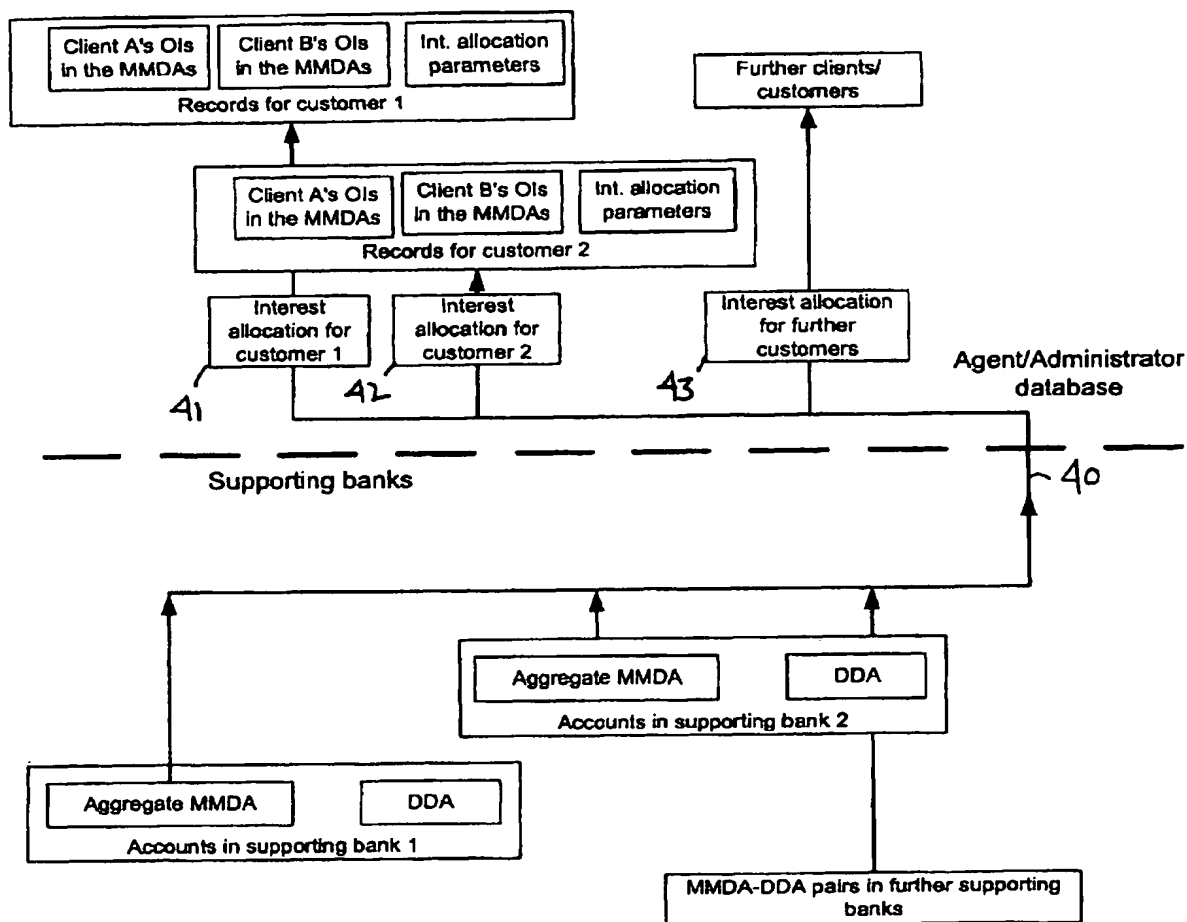 Client A's OIs
in the MMDAs
Client B's OIs
in the MMDAs
Int. allocation
parameters
Records for customer 1
Further clients/
customers
Client A's OIs
in the MMDAs
Client B's OIs
in the MMDAs
Int. allocation
parameters
Records for customer 2
Interest
allocation for
customer 1
Interest
allocation for
customer 2
Interest allocation
for further
customers
41
42
43
Agent/Administrator
database
Supporting banks
40
Aggregate MMDA
DDA
Accounts in supporting bank 2
Aggregate MMDA
DDA
Accounts in supporting bank 1
MMDA-DDA pairs in further supporting
banks